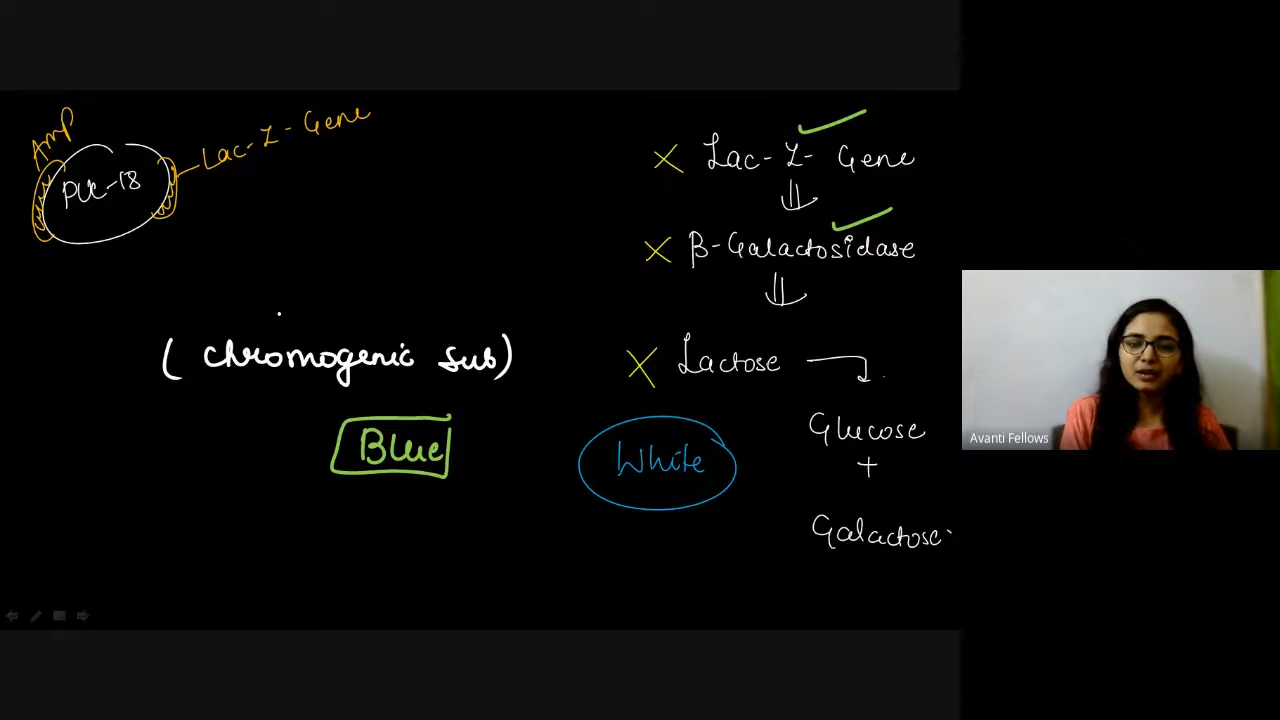 Amp
PUC-18
Lac-Z-Gene
(chromogenic sub)
Blue
× Lac-Z-Gene
× β-Galactosidase
× Lactose
Glucose
+
Galactose
White
Avanti Fellows